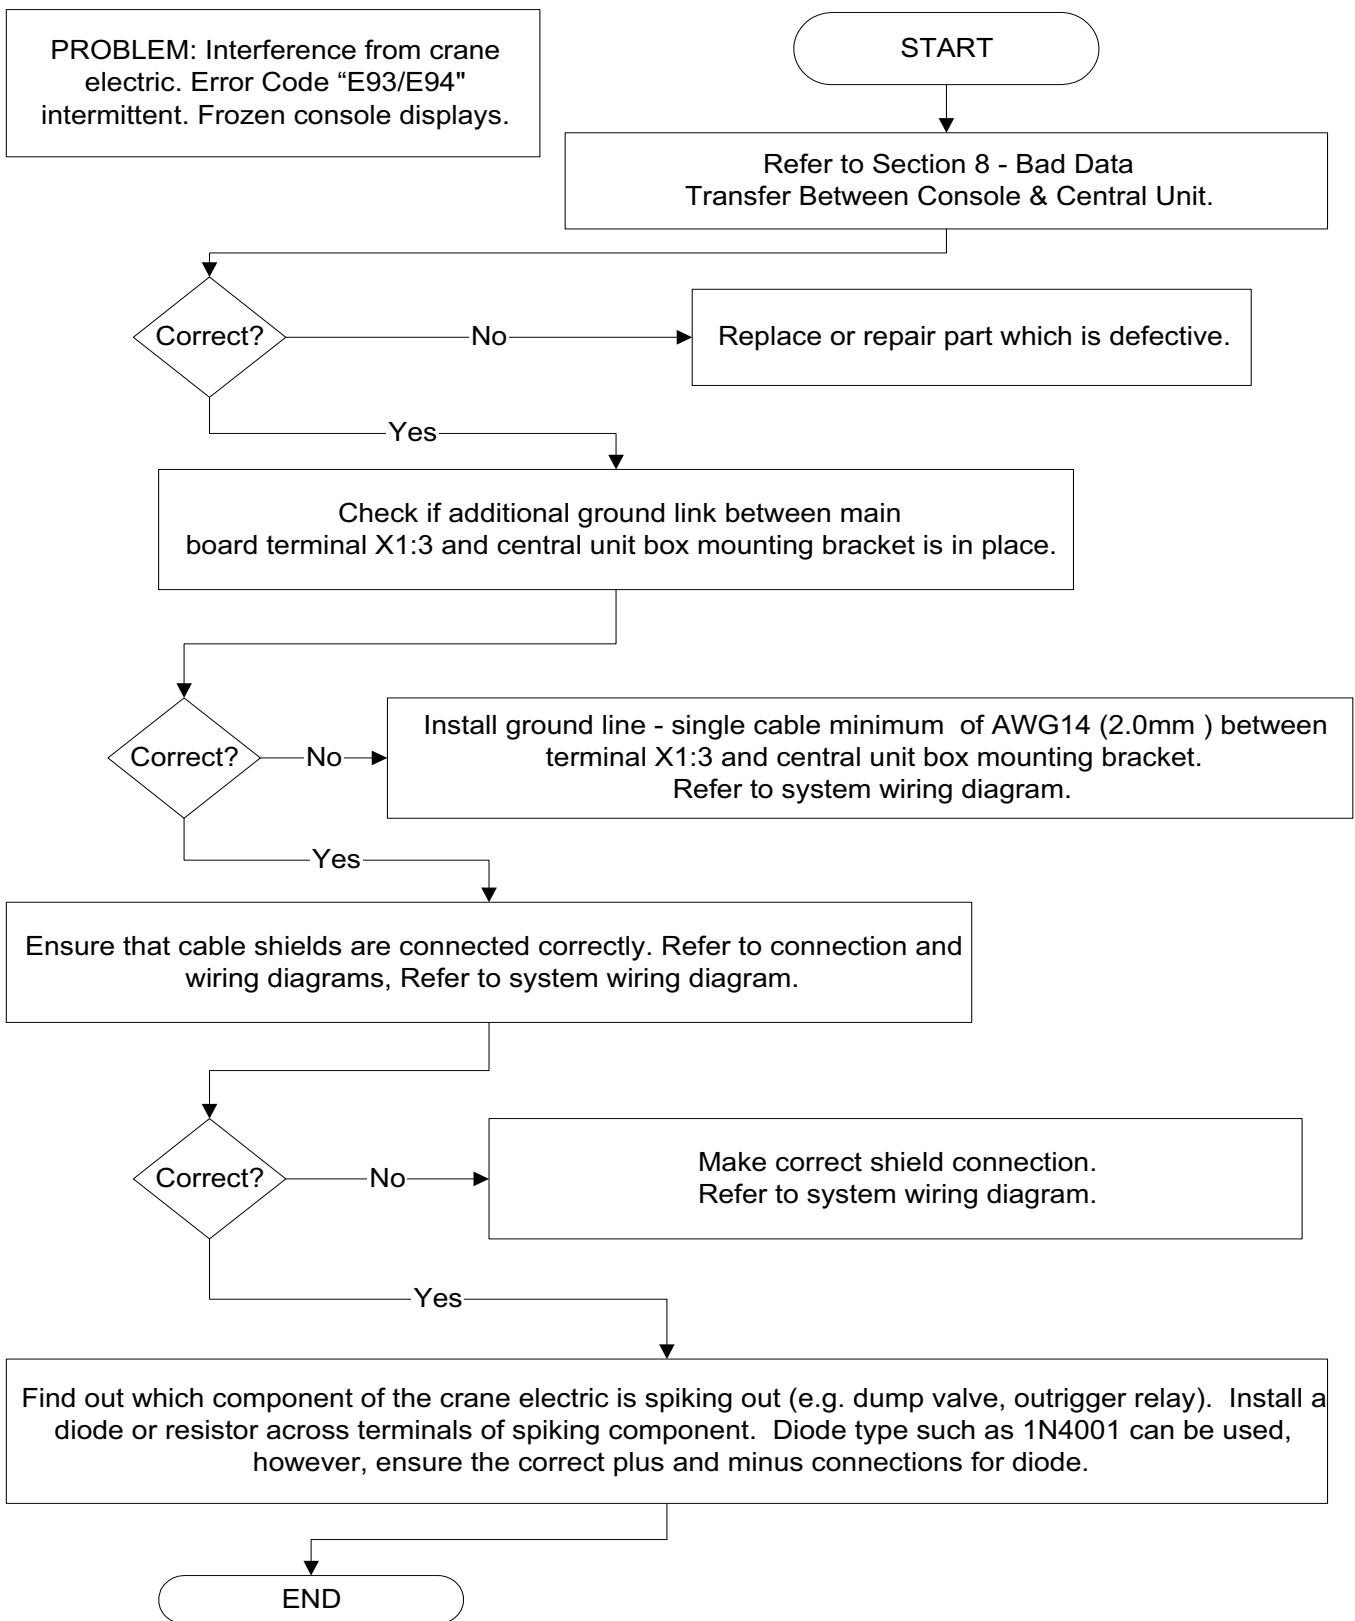 PROBLEM: Interference from crane
electric. Error Code “E93/E94"
intermittent. Frozen console displays.
START
Refer to Section 8 - Bad Data
Transfer Between Console & Central Unit.
Correct?
No
Replace or repair part which is defective.
Yes
Check if additional ground link between main
board terminal X1:3 and central unit box mounting bracket is in place.
Correct?
No
Install ground line - single cable minimum of AWG14 (2.0mm ) between
terminal X1:3 and central unit box mounting bracket.
Refer to system wiring diagram.
Yes
Ensure that cable shields are connected correctly. Refer to connection and
wiring diagrams, Refer to system wiring diagram.
Correct?
No
Make correct shield connection.
Refer to system wiring diagram.
Yes
Find out which component of the crane electric is spiking out (e.g. dump valve, outrigger relay). Install a
diode or resistor across terminals of spiking component. Diode type such as 1N4001 can be used,
however, ensure the correct plus and minus connections for diode.
END